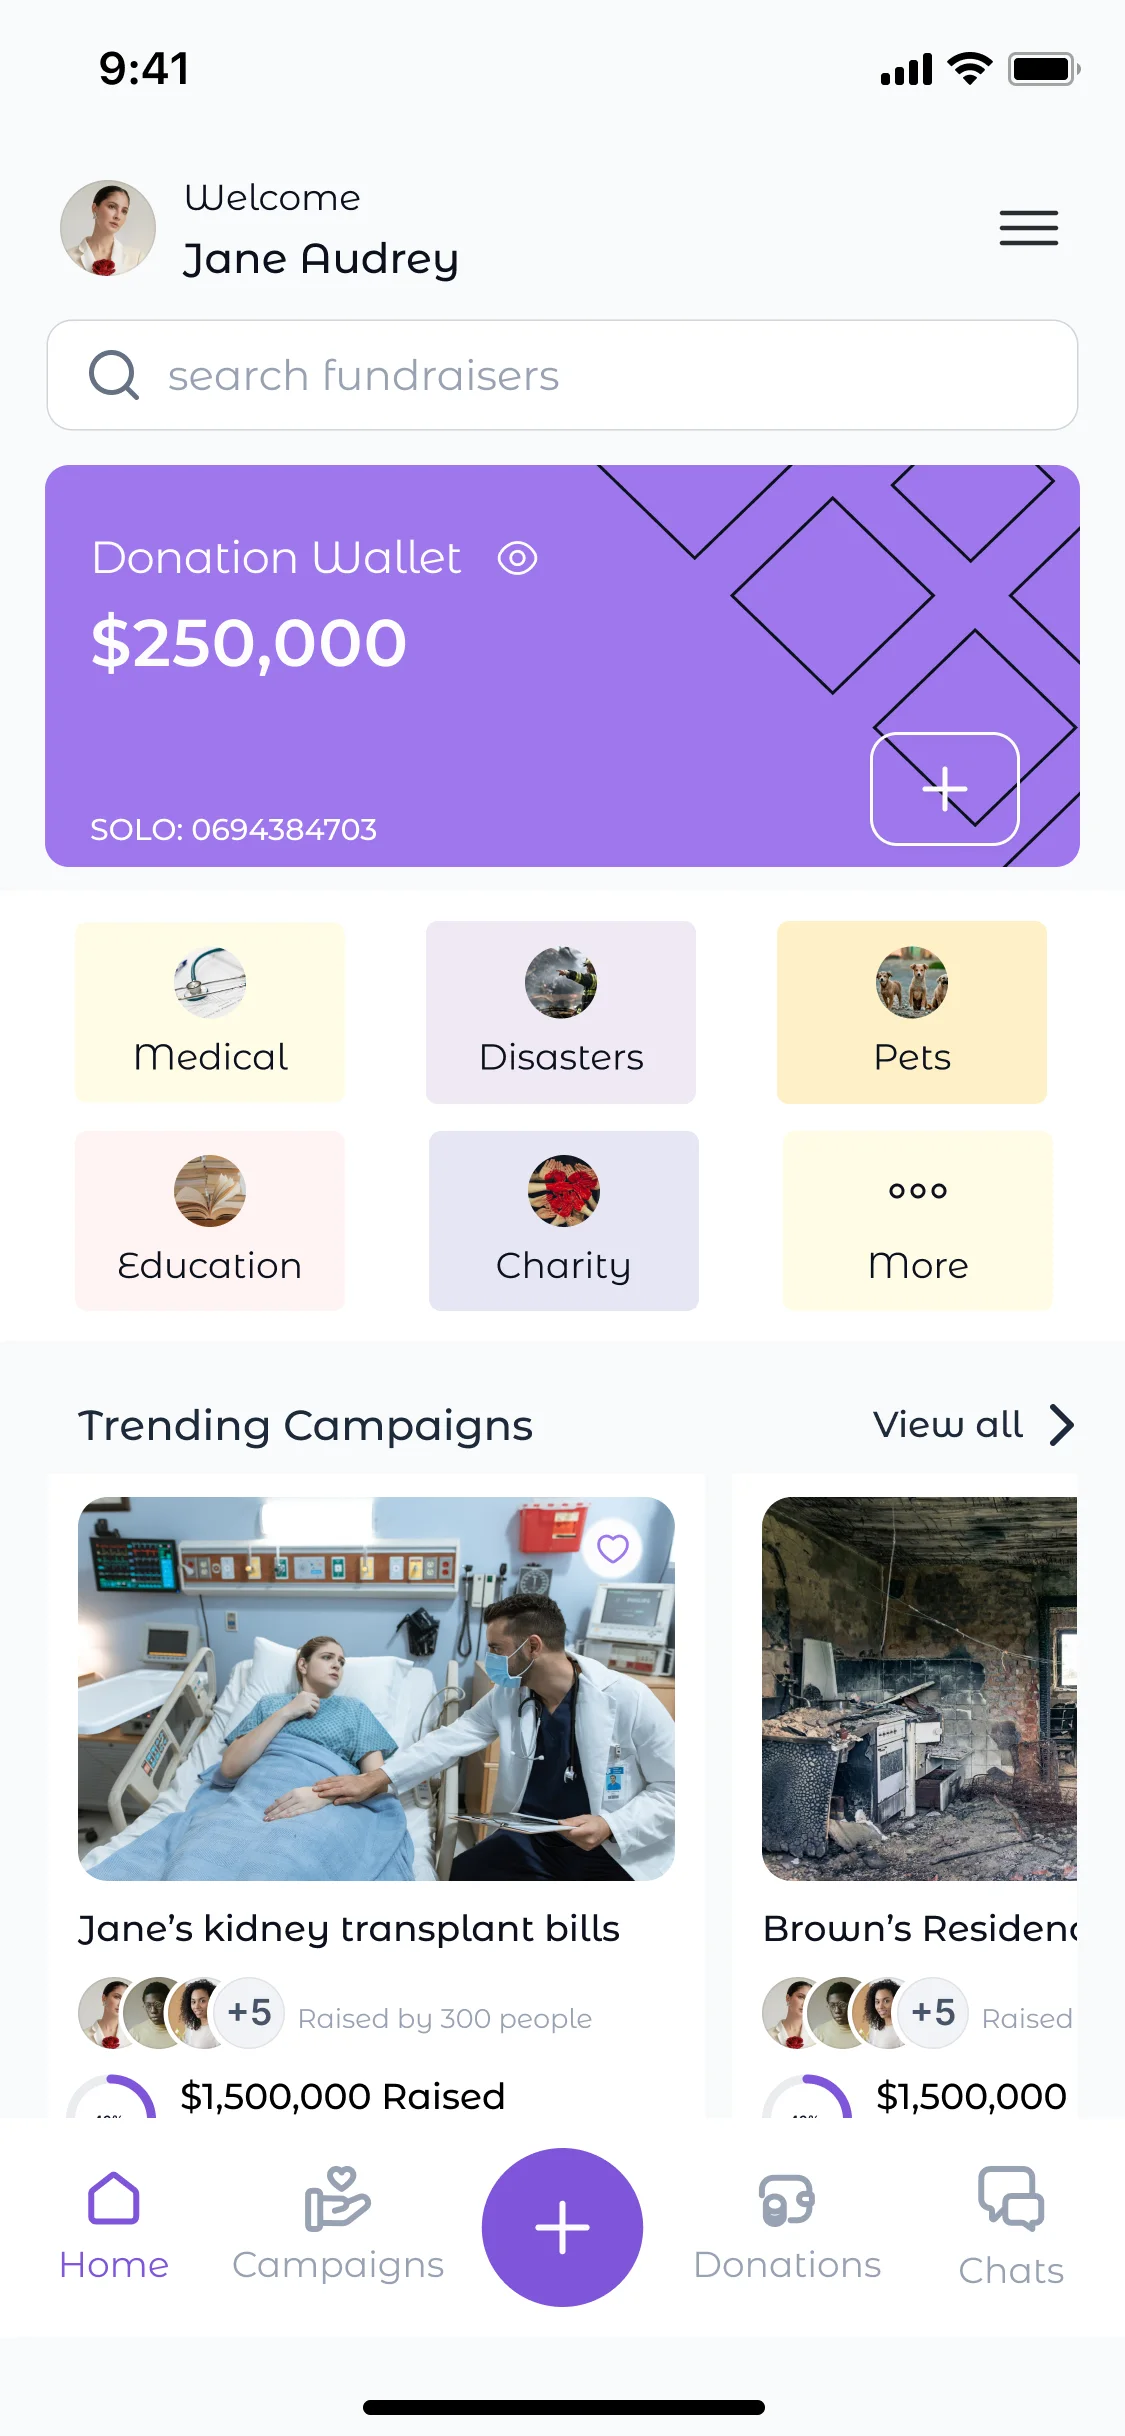 9:41
Welcome
Jane Audrey
search fundraisers
Donation Wallet
$250,000
SOLO: 0694384703
Medical
Disasters
Pets
Education
Charity
More
Trending Campaigns
View all
Jane’s kidney transplant bills
Brown’s
+5
Raised by 300 people
+5
Raised
$1,500,000 Raised
$1,500,000
Home
Campaigns
Donations
Chats